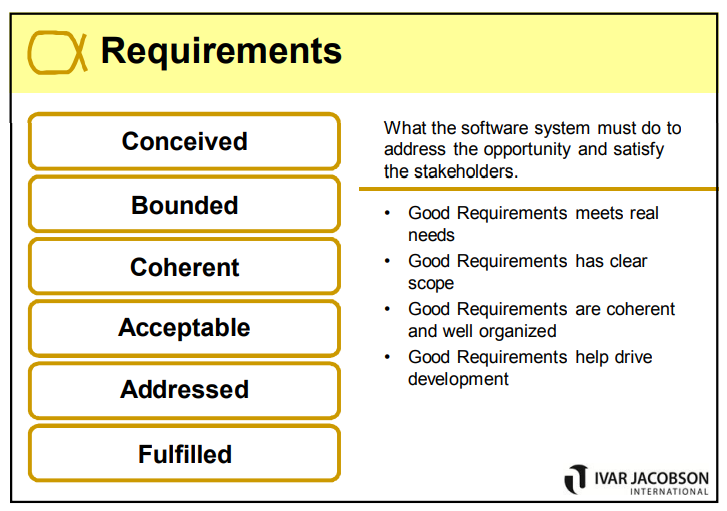 Requirements
Conceived
Bounded
Coherent
Acceptable
Addressed
Fulfilled
What the software system must do to
address the opportunity and satisfy
the stakeholders.
• Good Requirements meets real
needs
• Good Requirements has clear
scope
• Good Requirements are coherent
and well organized
• Good Requirements help drive
development
IVAR JACOBSON
INTERNATIONAL